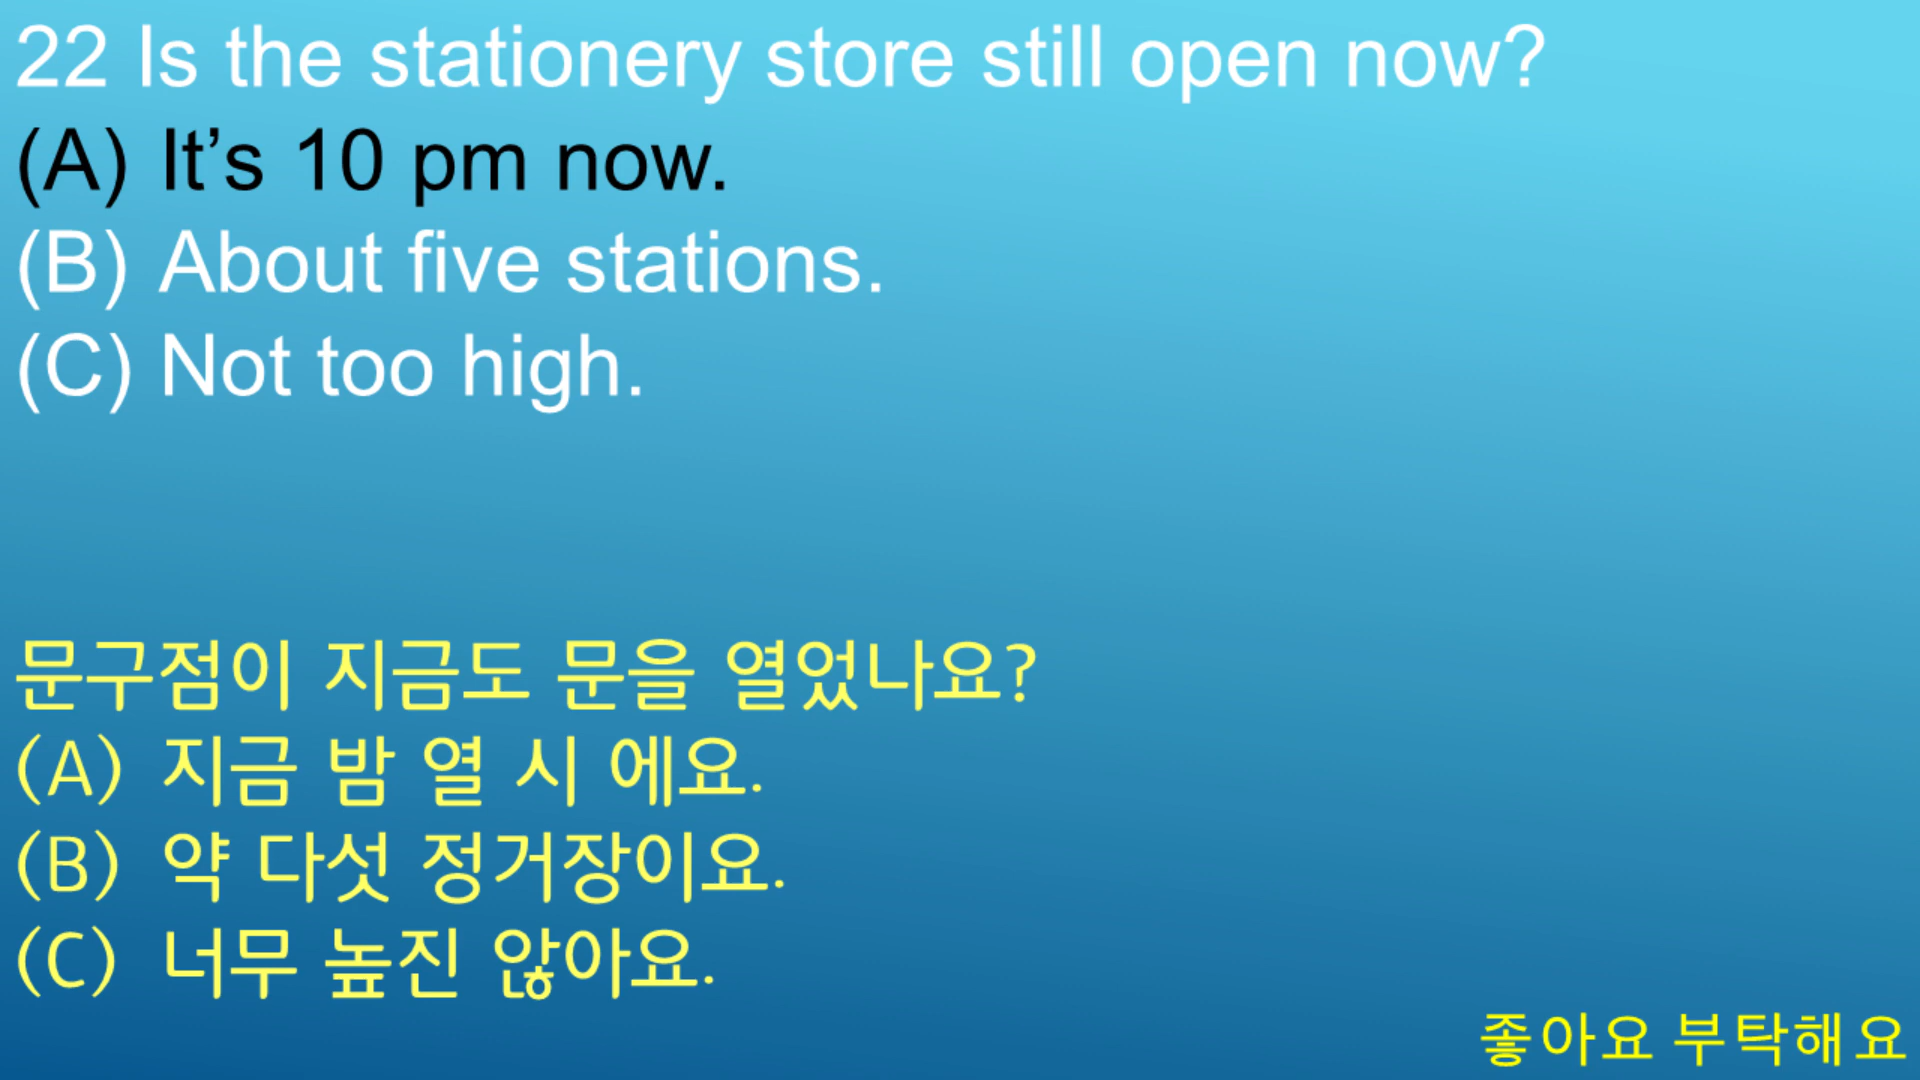 22 Is the stationery store still open now?
(A) It’s 10 pm now.
(B) About five stations.
(C) Not too high.
문구점이 지금도 문을 열었나요?
(A) 지금 밤 열 시 에요.
(B) 약 다섯 정거장이요.
(C) 너무 높진 않아요.
좋아요 부탁해요